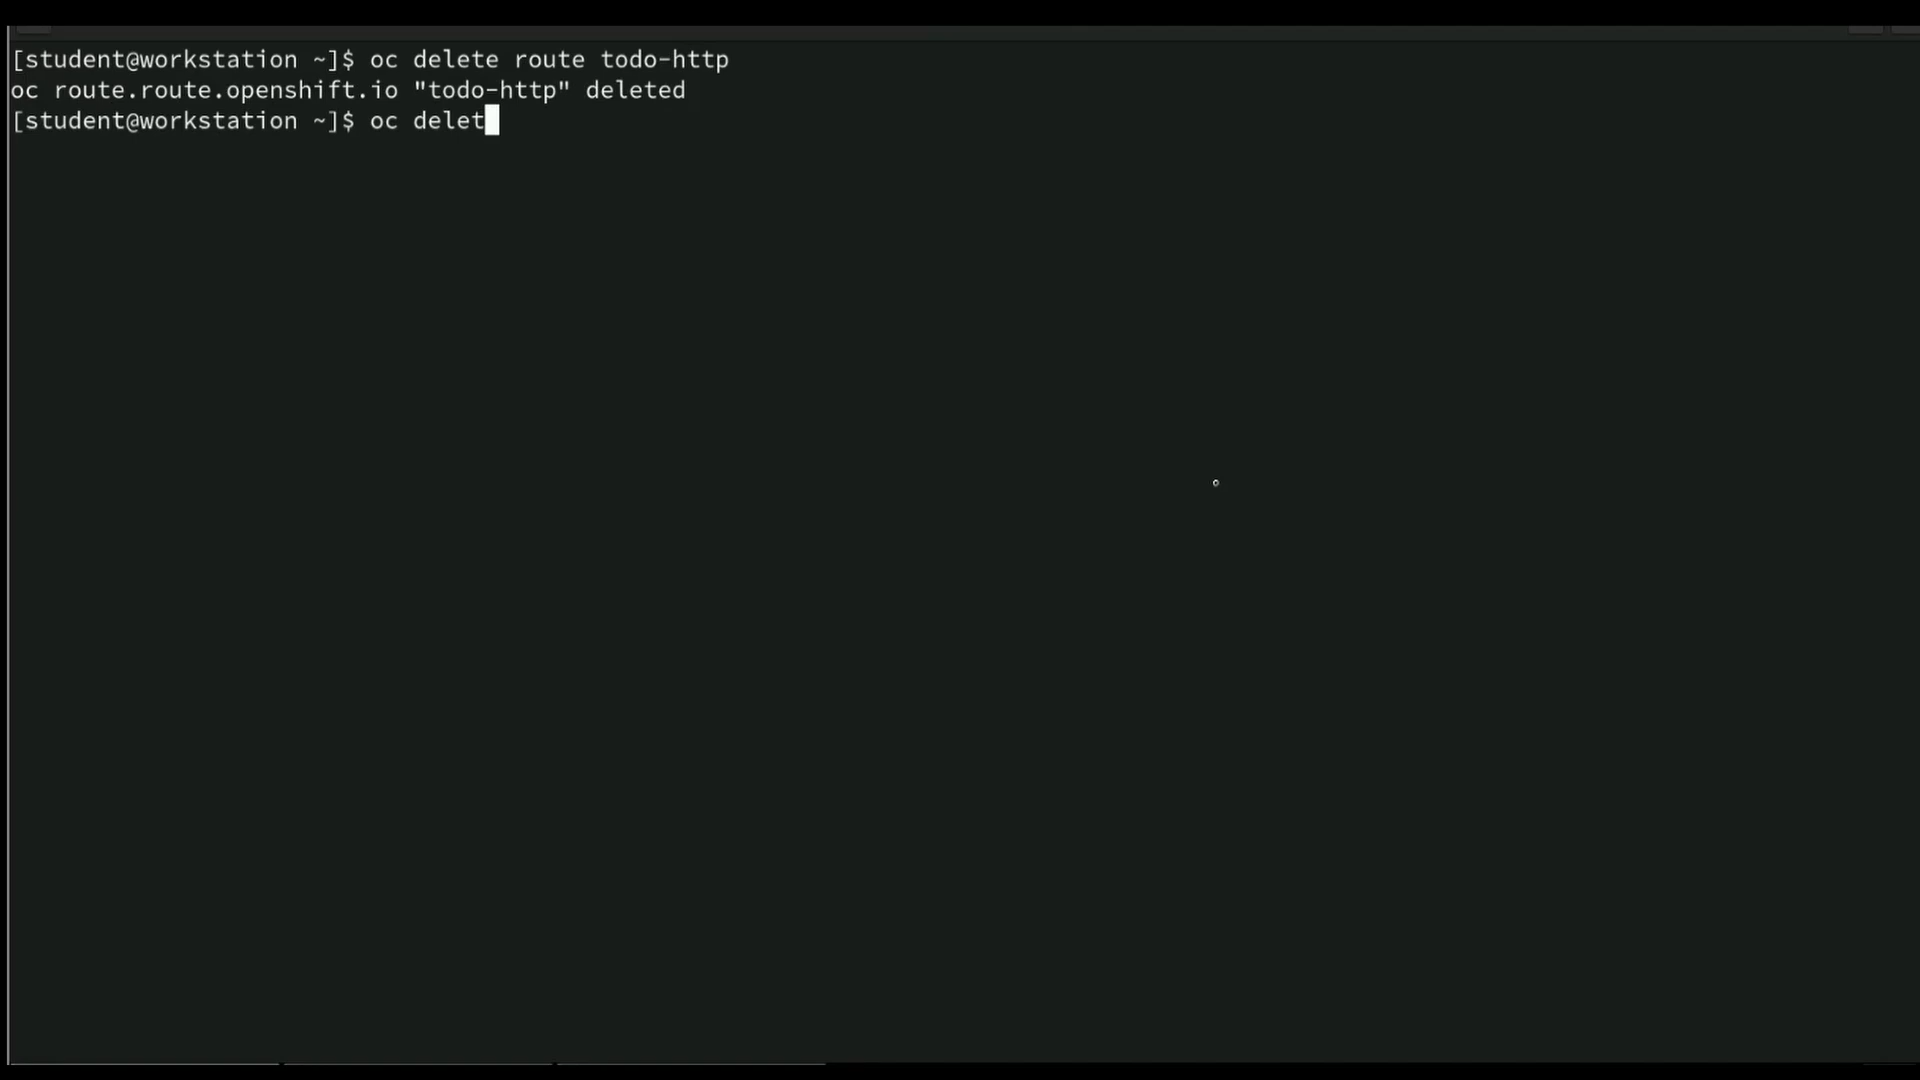 [student@workstation ~]$ oc delete route todo-http
oc route.route.openshift.io "todo-http" deleted
[student@workstation ~]$ oc delet